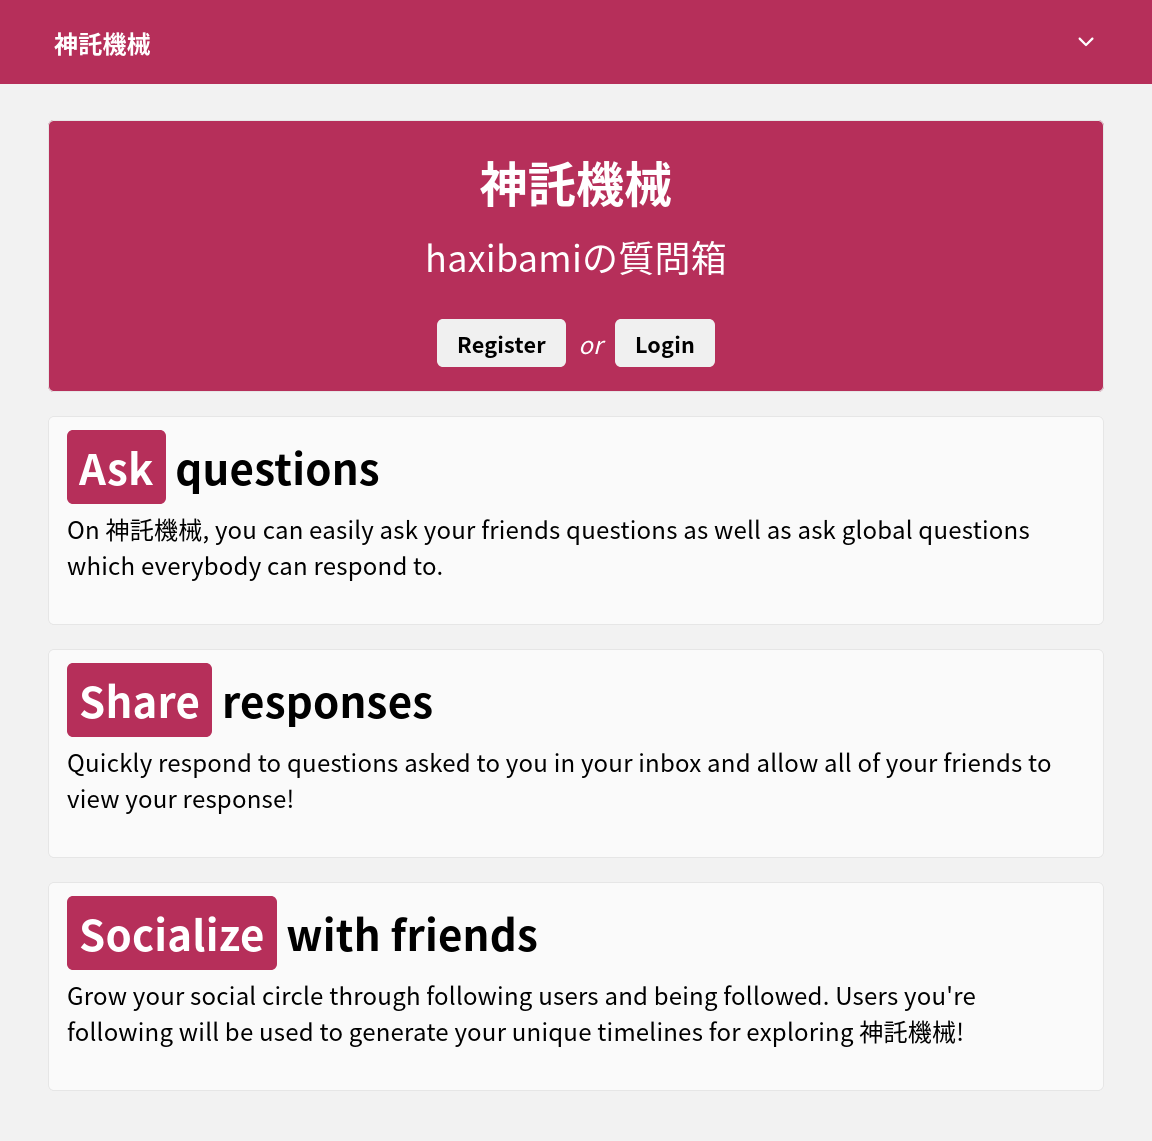 神託機械
神託機械
haxibamiの質問箱
Register or Login
Ask questions
On 神託機械, you can easily ask your friends questions as well as ask global questions
which everybody can respond to.
Share responses
Quickly respond to questions asked to you in your inbox and allow all of your friends to
view your response!
Socialize with friends
Grow your social circle through following users and being followed. Users you're
following will be used to generate your unique timelines for exploring 神託機械!